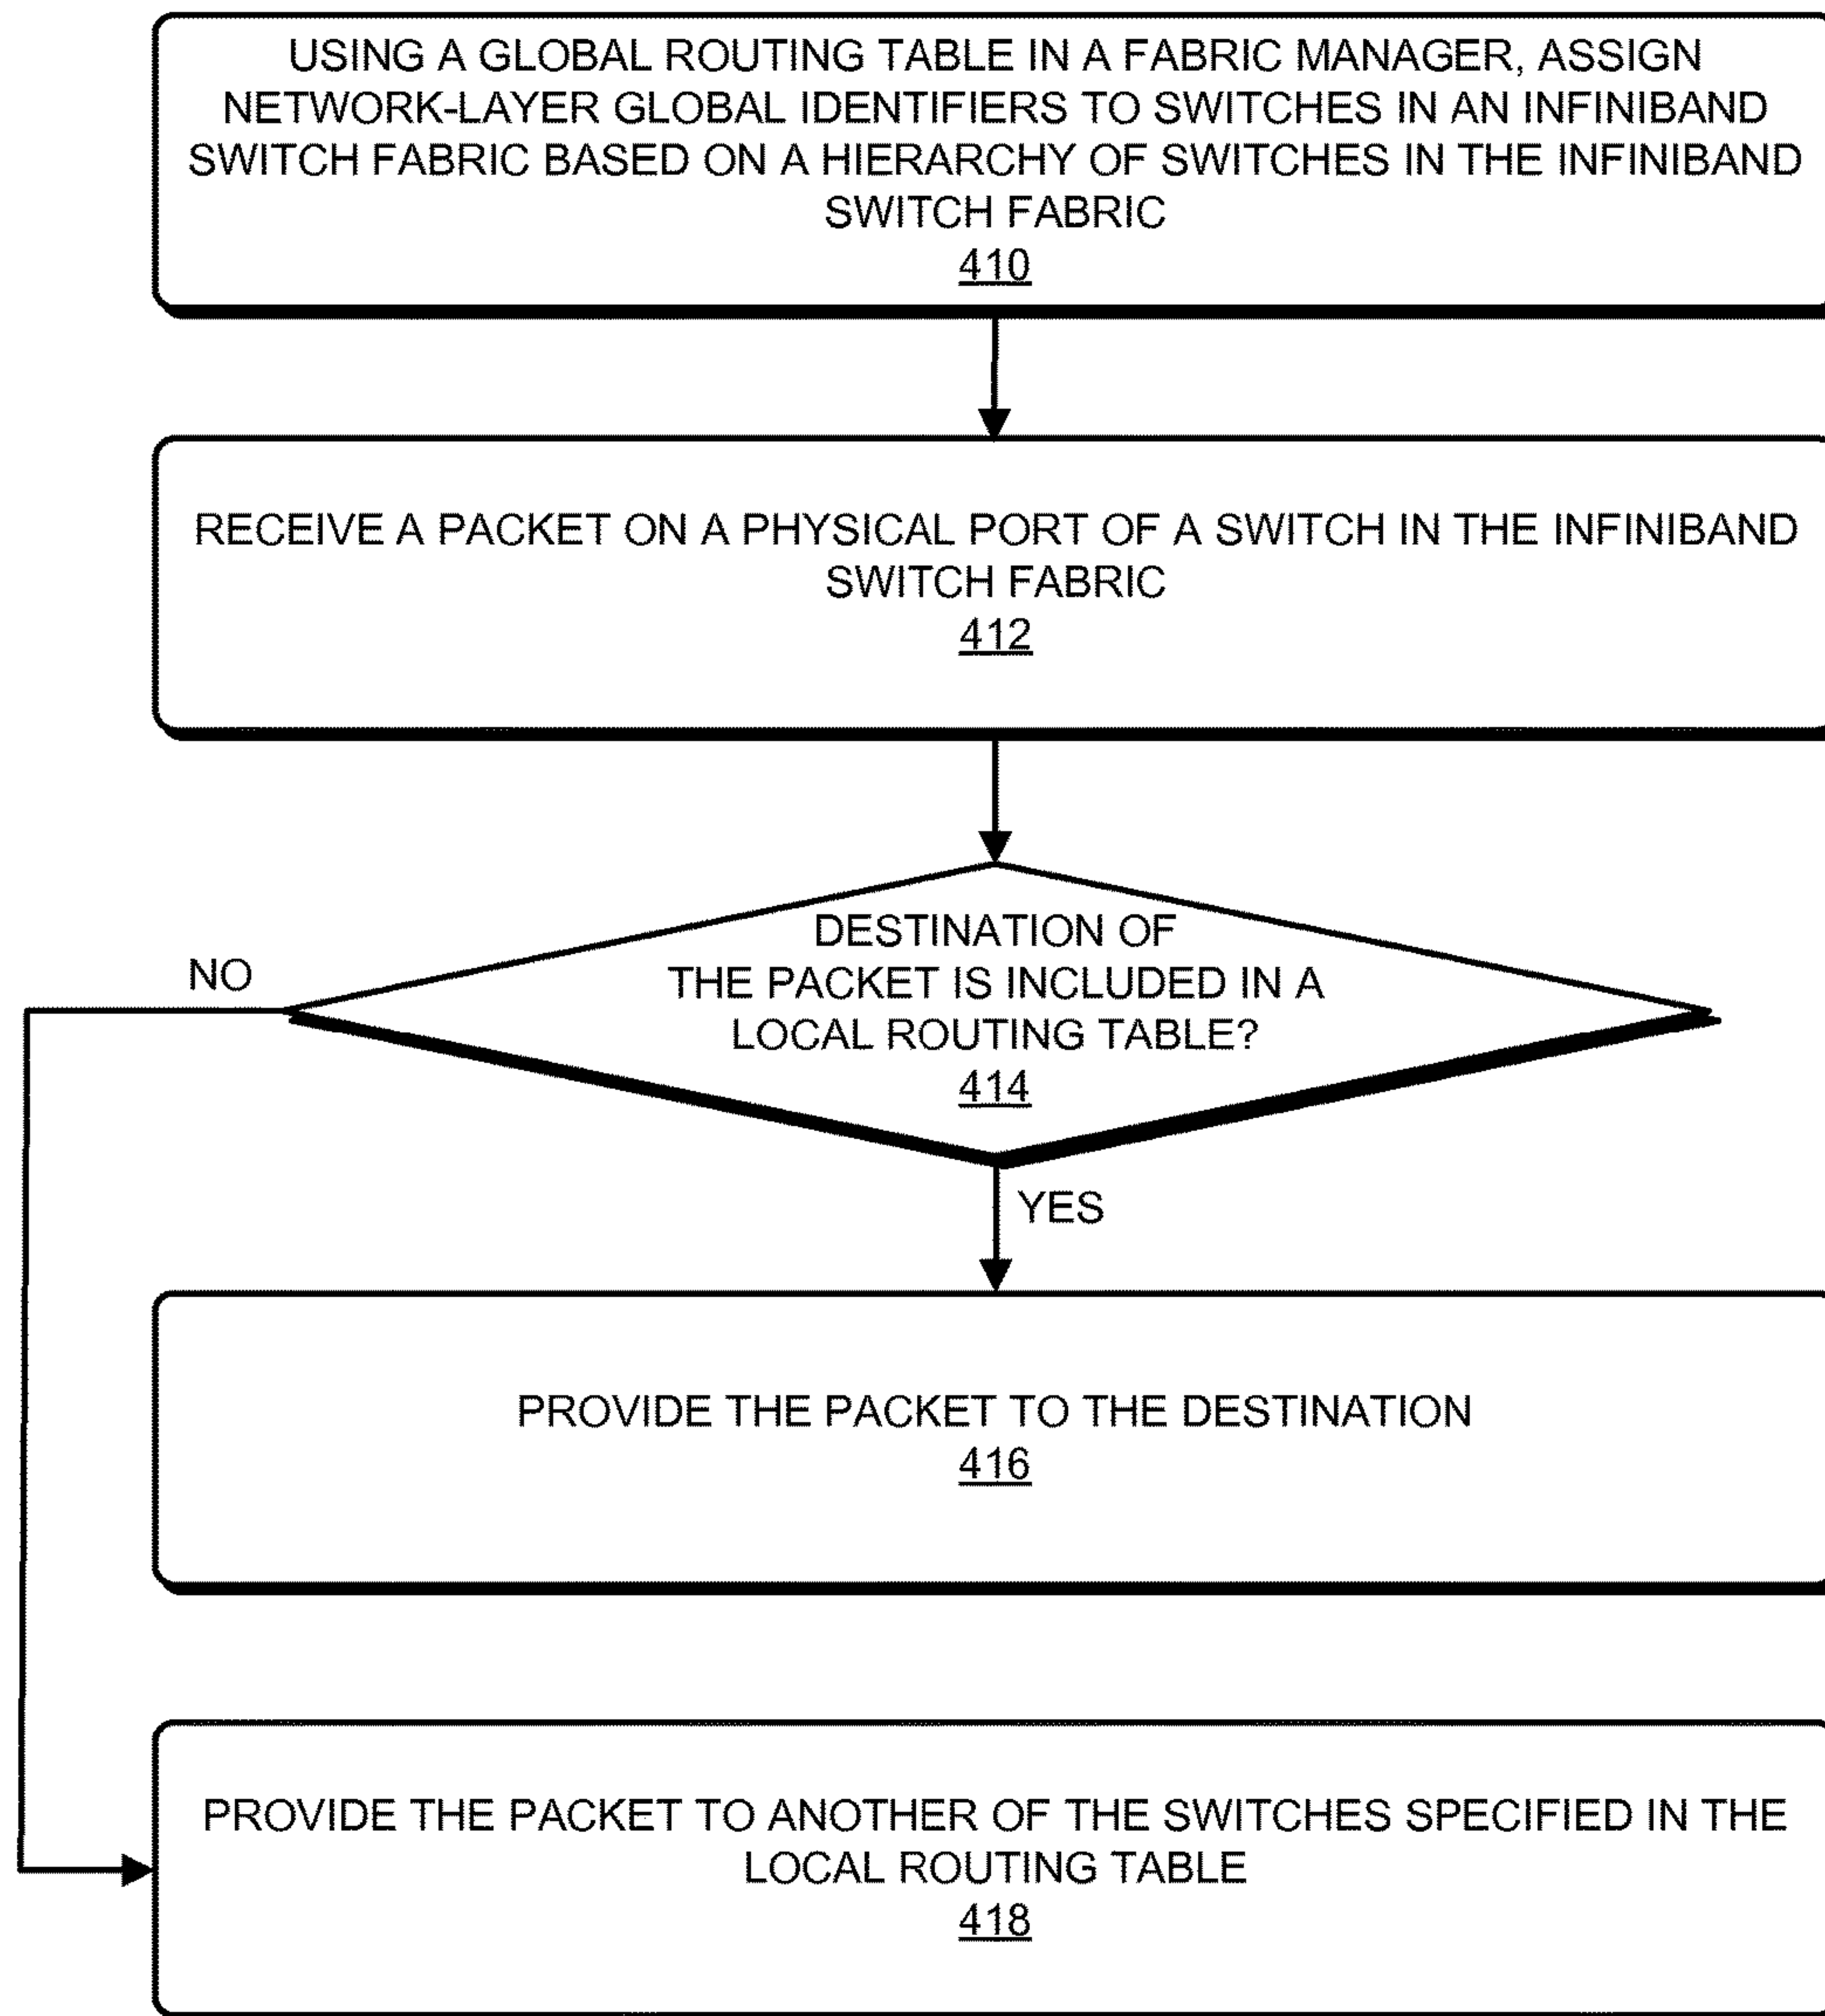 USING A GLOBAL ROUTING TABLE IN A FABRIC MANAGER, ASSIGN
NETWORK-LAYER GLOBAL IDENTIFIERS TO SWITCHES IN AN INFINIBAND
SWITCH FABRIC BASED ON A HIERARCHY OF SWITCHES IN THE INFINIBAND
SWITCH FABRIC
410
RECEIVE A PACKET ON A PHYSICAL PORT OF A SWITCH IN THE INFINIBAND
SWITCH FABRIC
412
DESTINATION OF
THE PACKET IS INCLUDED IN A
LOCAL ROUTING TABLE?
414
NO
YES
PROVIDE THE PACKET TO THE DESTINATION
416
PROVIDE THE PACKET TO ANOTHER OF THE SWITCHES SPECIFIED IN THE
LOCAL ROUTING TABLE
418